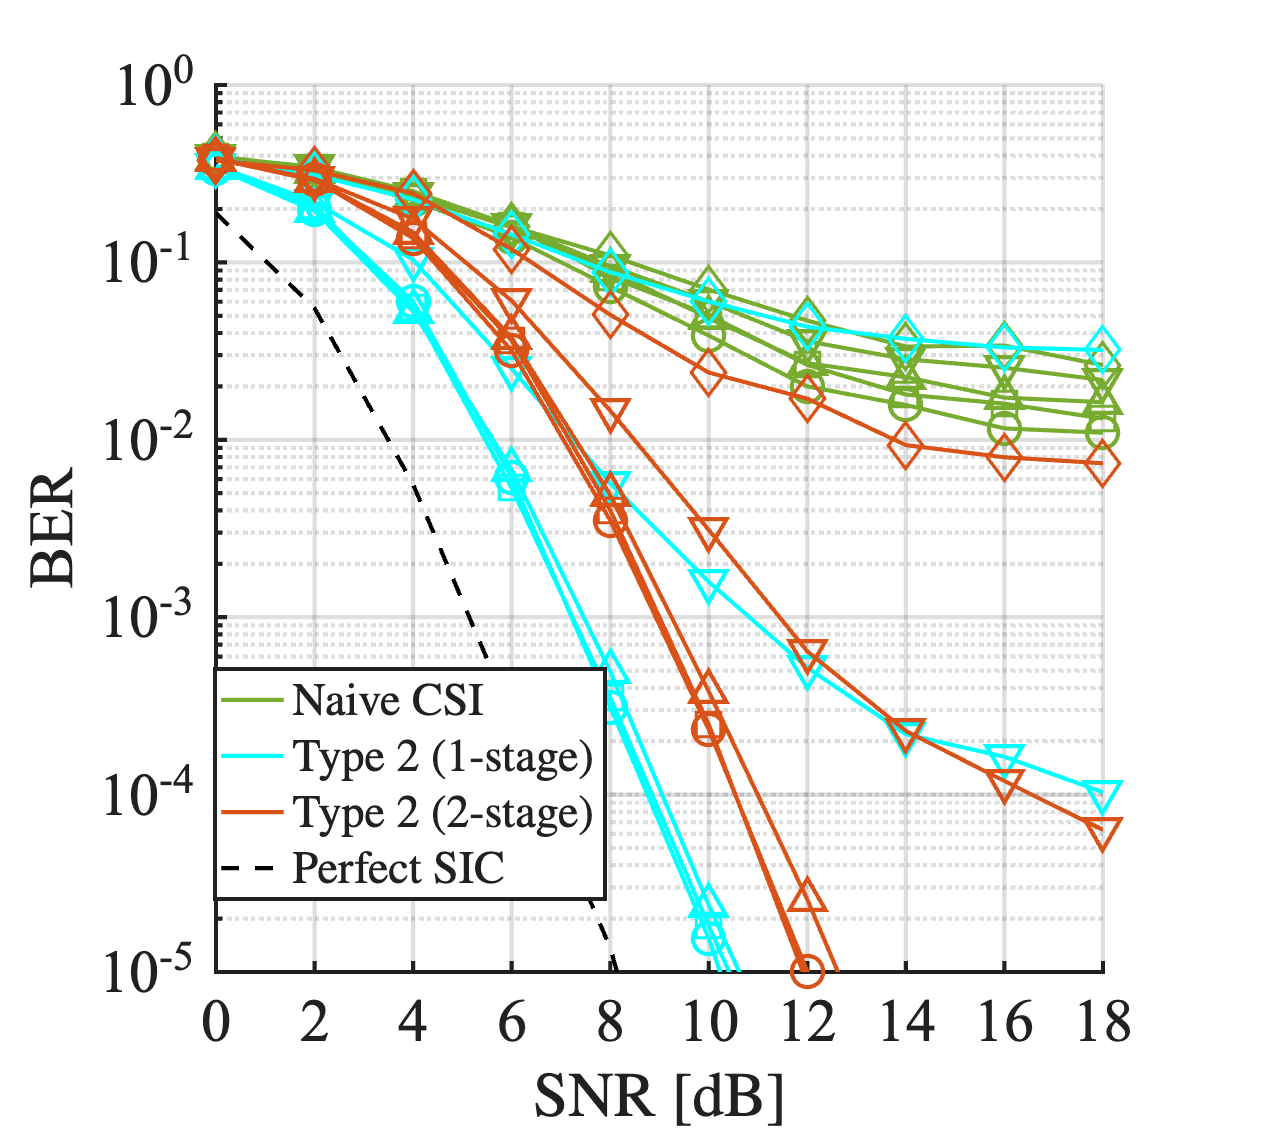 10^0
10^-1
10^-2
10^-3
10^-4
10^-5
BER
Naive CSI
Type 2 (1-stage)
Type 2 (2-stage)
Perfect SIC
0 2 4 6 8 10 12 14 16 18
SNR [dB]